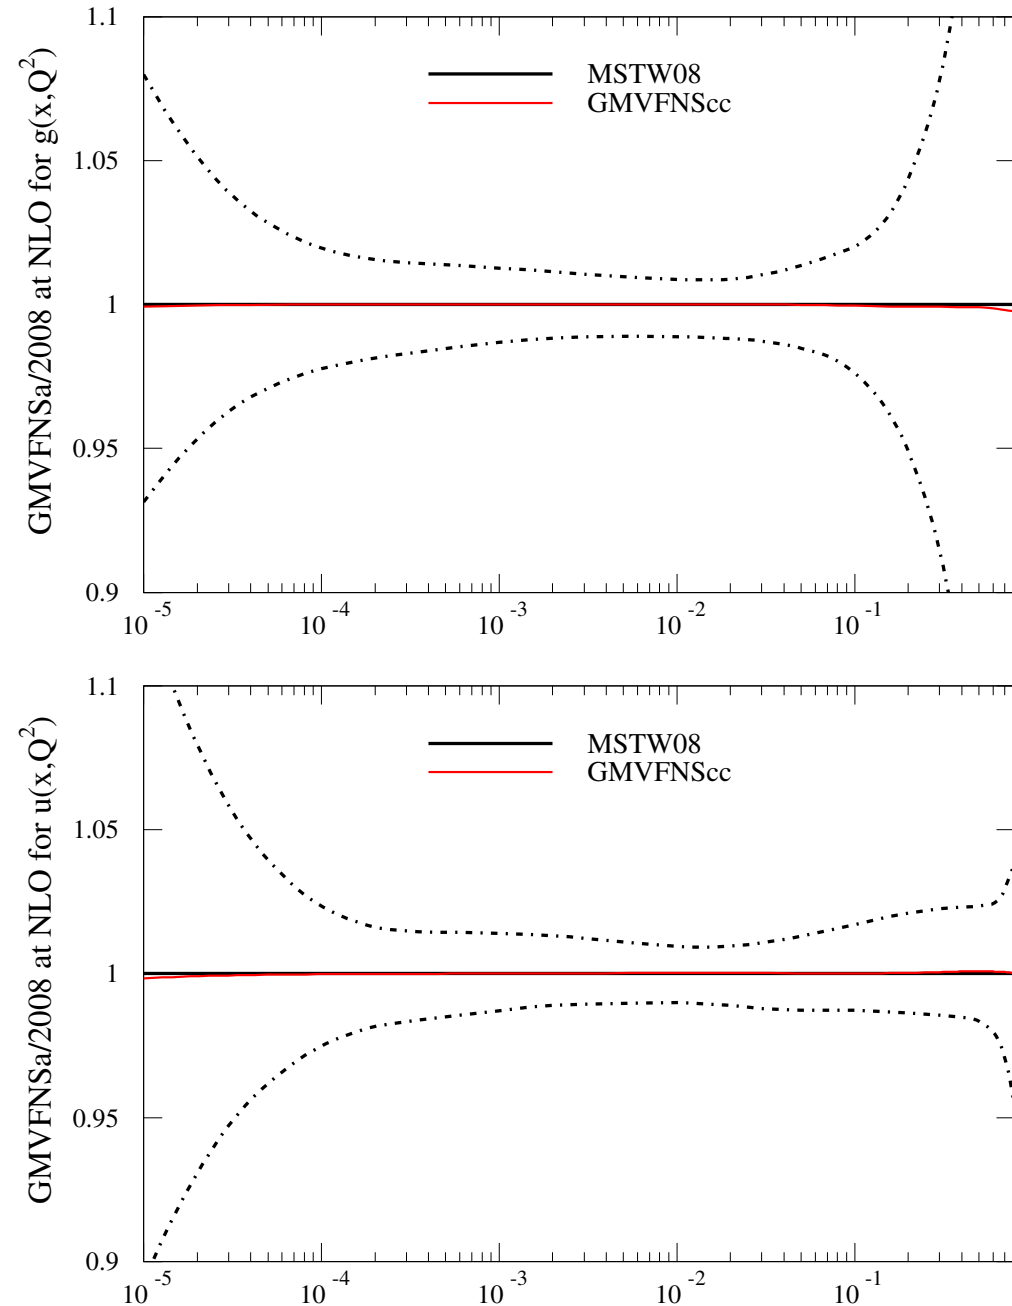 GMVFNSa/2008 at NLO for g(x,Q^2)
1.1
1.05
1
0.95
0.9
MSTW08
GMVFNScc
10^-5 10^-4 10^-3 10^-2 10^-1
GMVFNSa/2008 at NLO for u(x,Q^2)
1.1
1.05
1
0.95
0.9
MSTW08
GMVFNScc
10^-5 10^-4 10^-3 10^-2 10^-1